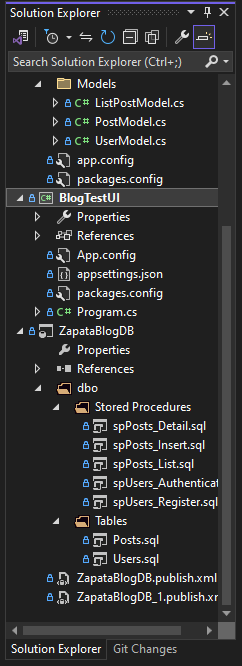 Solution Explorer
Search Solution Explorer (Ctrl+;)
Models
C# ListPostModel.cs
C# PostModel.cs
C# UserModel.cs
app.config
packages.config
C# BlogTestUI
Properties
References
App.config
appsettings.json
packages.config
C# Program.cs
ZapataBlogDB
Properties
References
dbo
Stored Procedures
spPosts_Detail.sql
spPosts_Insert.sql
spPosts_List.sql
spUsers_Authenticat
spUsers_Register.sql
Tables
Posts.sql
Users.sql
ZapataBlogDB.publish.xml
ZapataBlogDB_1.publish.xm
Solution Explorer Git Changes